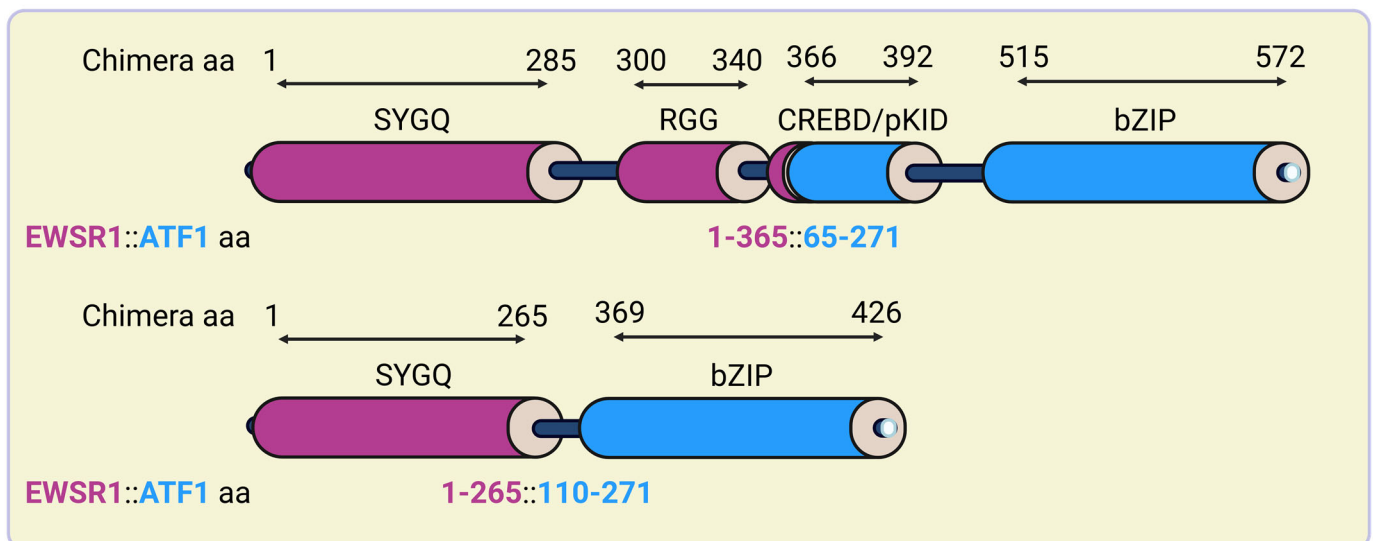 Chimera aa 1 285 300 340 366 392 515 572
SYGQ RGG CREBD/pKID bZIP
EWSR1::ATF1 aa 1-365::65-271
Chimera aa 1 265 369 426
SYGQ bZIP
EWSR1::ATF1 aa 1-265::110-271